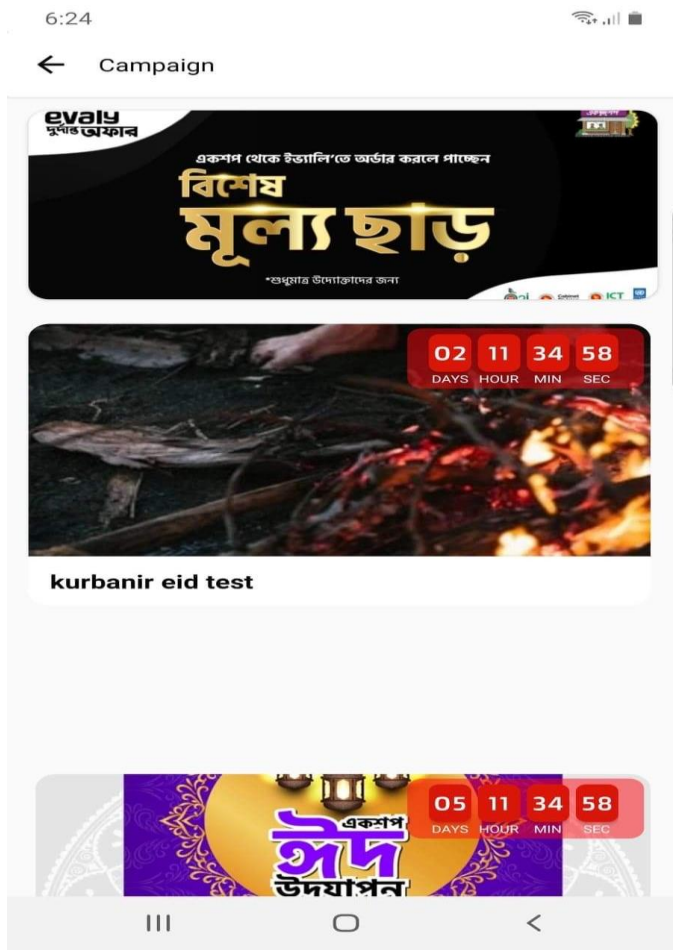 6:24
Campaign
evaly
দুর্দান্ত অফার
একশপ থেকে ইভ্যালি'তে অর্ডার করলে পাচ্ছেন
বিশেষ
মূল্য ছাড়
*শুধুমাত্র উদ্যোক্তাদের জন্য
ICT
02 11 34 58
DAYS HOUR MIN SEC
kurbanir eid test
05 11 34 58
DAYS HOUR MIN SEC
একশপ
ঈদ
উদযাপন